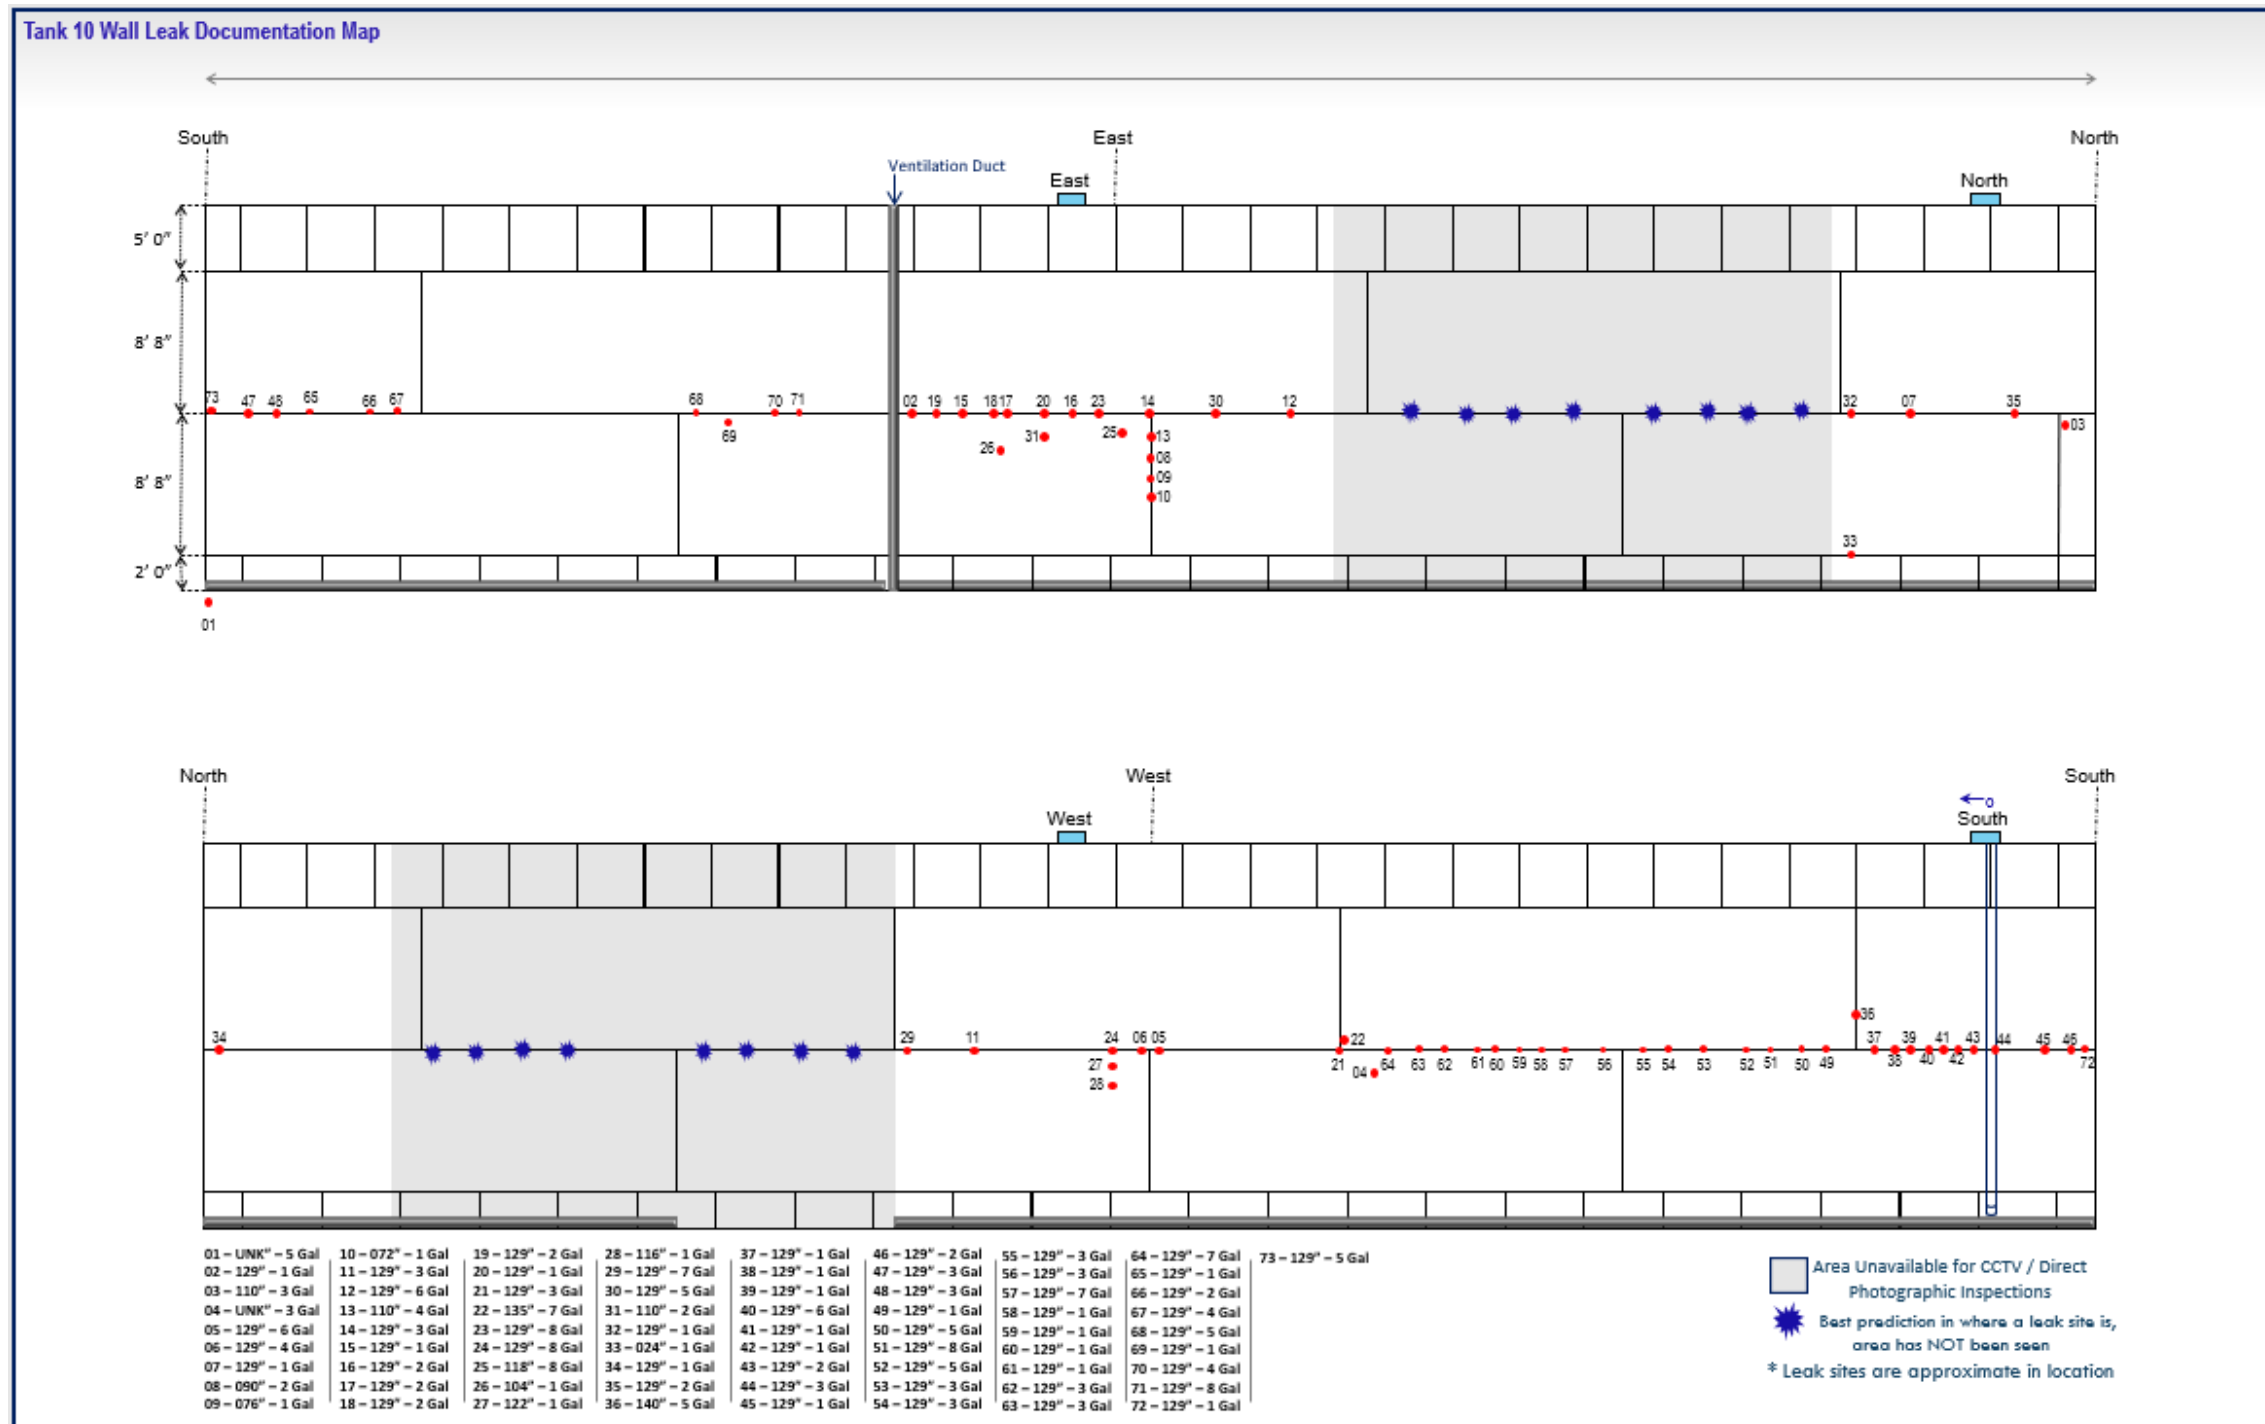 Tank 10 Wall Leak Documentation Map
South
East
North
Ventilation Duct
East
North
5' 0"
8' 8"
8' 8"
2' 0"
73 47 48 65 66 67 68 70 71 02 19 15 18 17 20 16 23 14 30 12 32 07 35
69 26 31 25 13 03
08
09
10
33
01
North
West
South
West
0
South
34 29 11 24 06 05 22 36 37 39 41 43 45 46
27 21 04 64 63 62 61 60 59 58 57 56 55 54 53 52 51 50 49 38 40 42 44 72
28
01 – UNK" – 5 Gal
02 – 129" – 1 Gal
03 – 110" – 3 Gal
04 – UNK" – 3 Gal
05 – 129" – 6 Gal
06 – 129" – 4 Gal
07 – 129" – 1 Gal
08 – 090" – 2 Gal
09 – 076" – 1 Gal
10 – 072" – 1 Gal
11 – 129" – 3 Gal
12 – 129" – 6 Gal
13 – 110" – 4 Gal
14 – 129" – 3 Gal
15 – 129" – 1 Gal
16 – 129" – 2 Gal
17 – 129" – 2 Gal
18 – 129" – 2 Gal
19 – 129" – 2 Gal
20 – 129" – 1 Gal
21 – 129" – 3 Gal
22 – 135" – 7 Gal
23 – 129" – 8 Gal
24 – 129" – 8 Gal
25 – 118" – 8 Gal
26 – 104" – 1 Gal
27 – 122" – 1 Gal
28 – 116" – 1 Gal
29 – 129" – 7 Gal
30 – 129" – 5 Gal
31 – 110" – 2 Gal
32 – 129" – 1 Gal
33 – 024" – 1 Gal
34 – 129" – 1 Gal
35 – 129" – 2 Gal
36 – 140" – 5 Gal
37 – 129" – 1 Gal
38 – 129" – 1 Gal
39 – 129" – 1 Gal
40 – 129" – 6 Gal
41 – 129" – 1 Gal
42 – 129" – 1 Gal
43 – 129" – 2 Gal
44 – 129" – 3 Gal
45 – 129" – 1 Gal
46 – 129" – 2 Gal
47 – 129" – 3 Gal
48 – 129" – 3 Gal
49 – 129" – 1 Gal
50 – 129" – 5 Gal
51 – 129" – 8 Gal
52 – 129" – 5 Gal
53 – 129" – 3 Gal
54 – 129" – 3 Gal
55 – 129" – 3 Gal
56 – 129" – 3 Gal
57 – 129" – 7 Gal
58 – 129" – 1 Gal
59 – 129" – 1 Gal
60 – 129" – 1 Gal
61 – 129" – 1 Gal
62 – 129" – 3 Gal
63 – 129" – 3 Gal
64 – 129" – 7 Gal
65 – 129" – 1 Gal
66 – 129" – 2 Gal
67 – 129" – 4 Gal
68 – 129" – 5 Gal
69 – 129" – 1 Gal
70 – 129" – 4 Gal
71 – 129" – 8 Gal
72 – 129" – 1 Gal
73 – 129" – 5 Gal
Area Unavailable for CCTV / Direct
Photographic Inspections
Best prediction in where a leak site is,
area has NOT been seen
* Leak sites are approximate in location